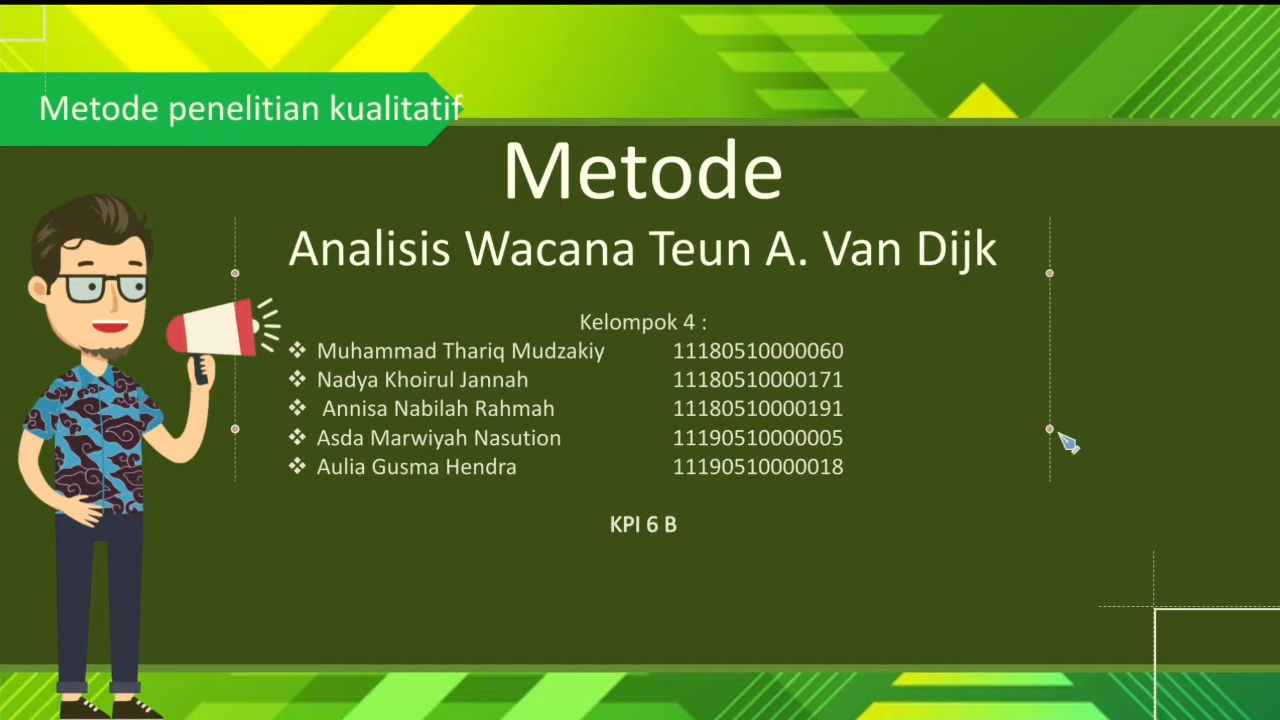 Metode penelitian kualitatif
Metode
Analisis Wacana Teun A. Van Dijk
Kelompok 4 :
❖ Muhammad Thariq Mudzakiy 11180510000060
❖ Nadya Khoirul Jannah 11180510000171
❖ Annisa Nabilah Rahmah 11180510000191
❖ Asda Marwiyah Nasution 11190510000005
❖ Aulia Gusma Hendra 11190510000018
KPI 6 B